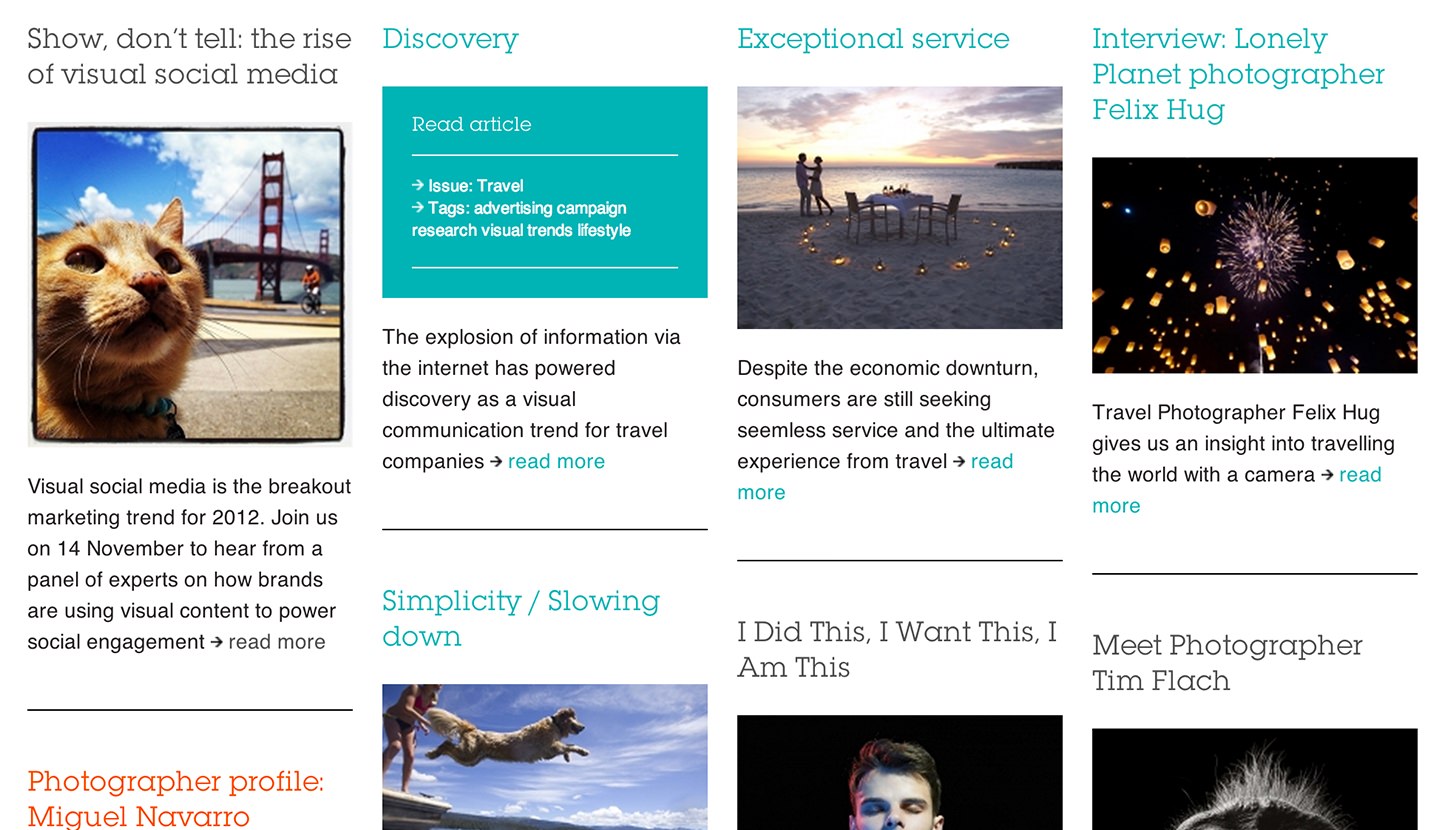 Show, don’t tell: the rise
of visual social media
Visual social media is the breakout
marketing trend for 2012. Join us
on 14 November to hear from a
panel of experts on how brands
are using visual content to power
social engagement → read more
Photographer profile:
Miguel Navarro
Discovery
Read article
→ Issue: Travel
→ Tags: advertising campaign
research visual trends lifestyle
The explosion of information via
the internet has powered
discovery as a visual
communication trend for travel
companies → read more
Simplicity / Slowing
down
Exceptional service
Despite the economic downturn,
consumers are still seeking
seemless service and the ultimate
experience from travel → read
more
I Did This, I Want This, I
Am This
Interview: Lonely
Planet photographer
Felix Hug
Travel Photographer Felix Hug
gives us an insight into travelling
the world with a camera → read
more
Meet Photographer
Tim Flach